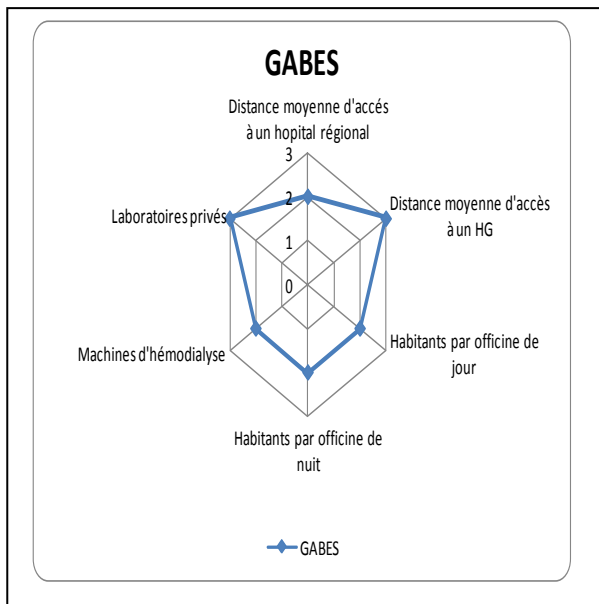 GABES
Distance moyenne d'accés
à un hopital régional
3
2
1
0
Distance moyenne d'accès
à un HG
Habitants par officine de
jour
Habitants par officine de
nuit
Machines d'hémodialyse
Laboratoires privés
GABES